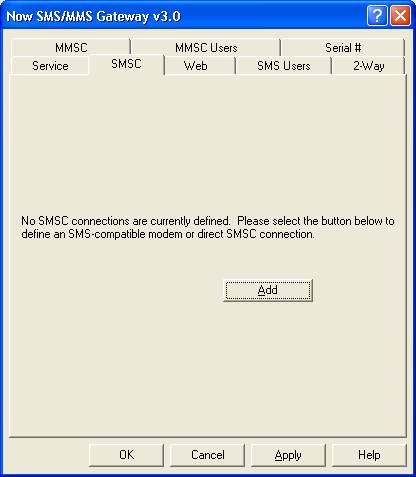 Now SMS/MMS Gateway v3.0
MMSC MMSC Users Serial #
Service SMSC Web SMS Users 2-Way
No SMSC connections are currently defined. Please select the button below to
define an SMS-compatible modem or direct SMSC connection.
Add
OK Cancel Apply Help